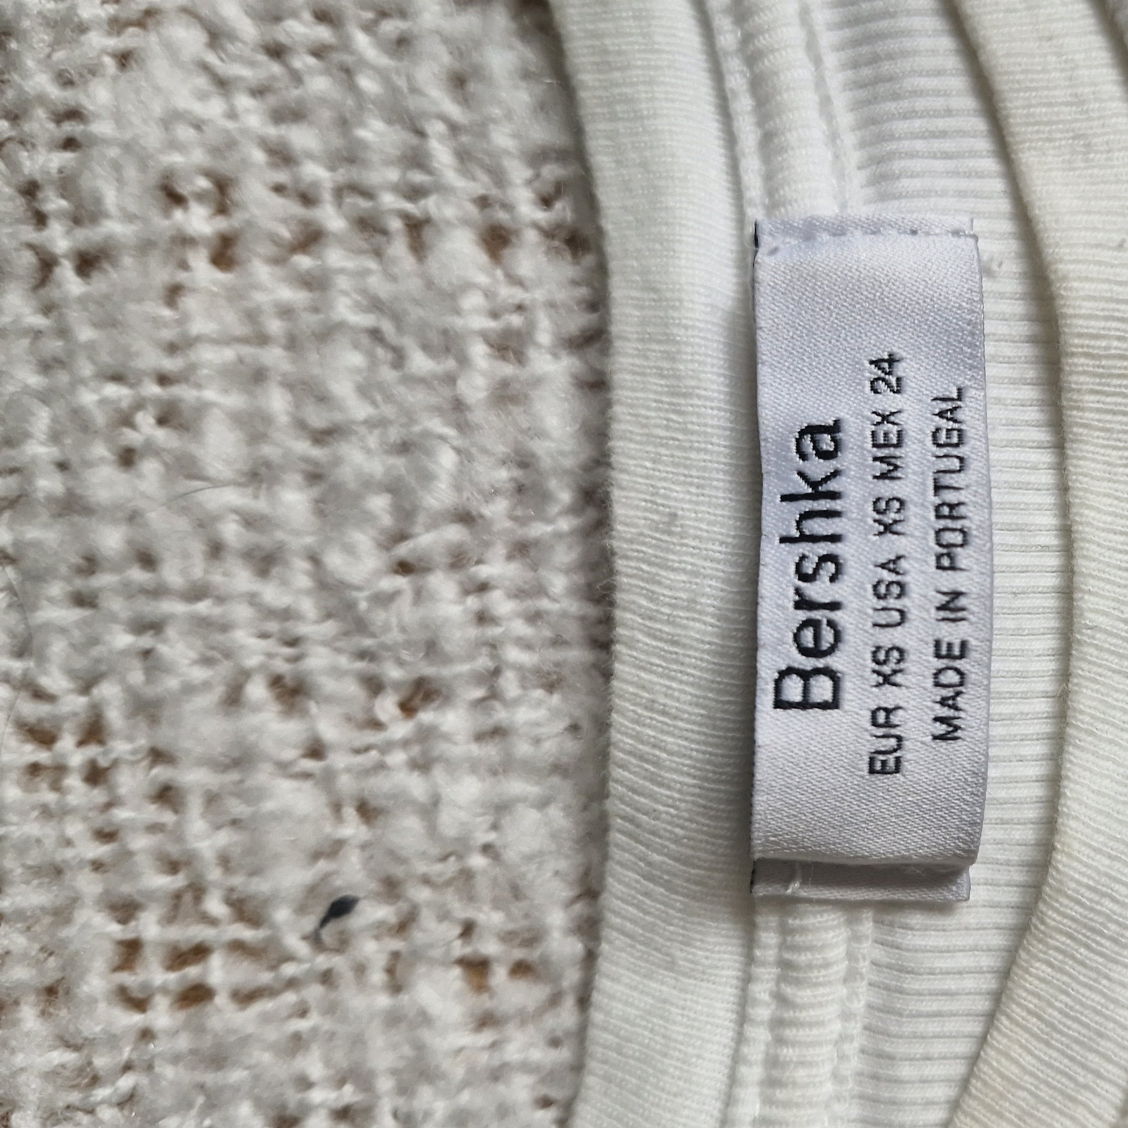 Bershka
EUR XS USA XS MEX 24
MADE IN PORTUGAL